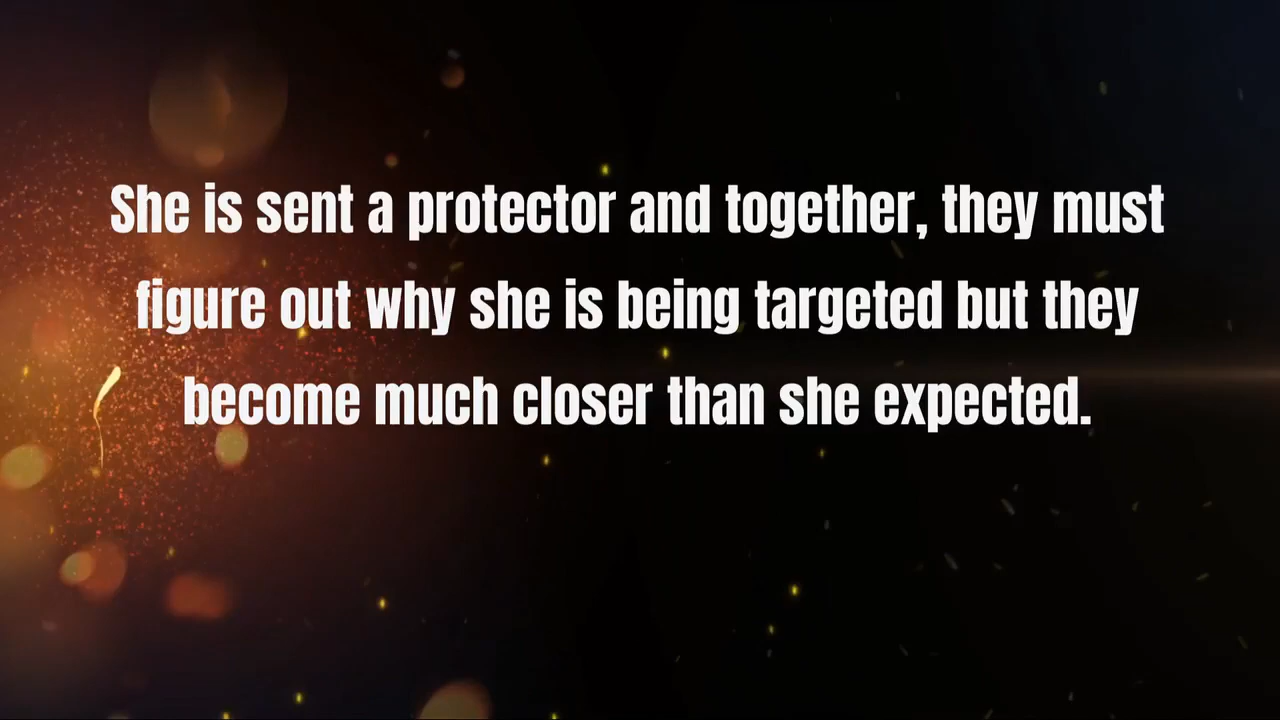 She is sent a protector and together, they must
figure out why she is being targeted but they
become much closer than she expected.